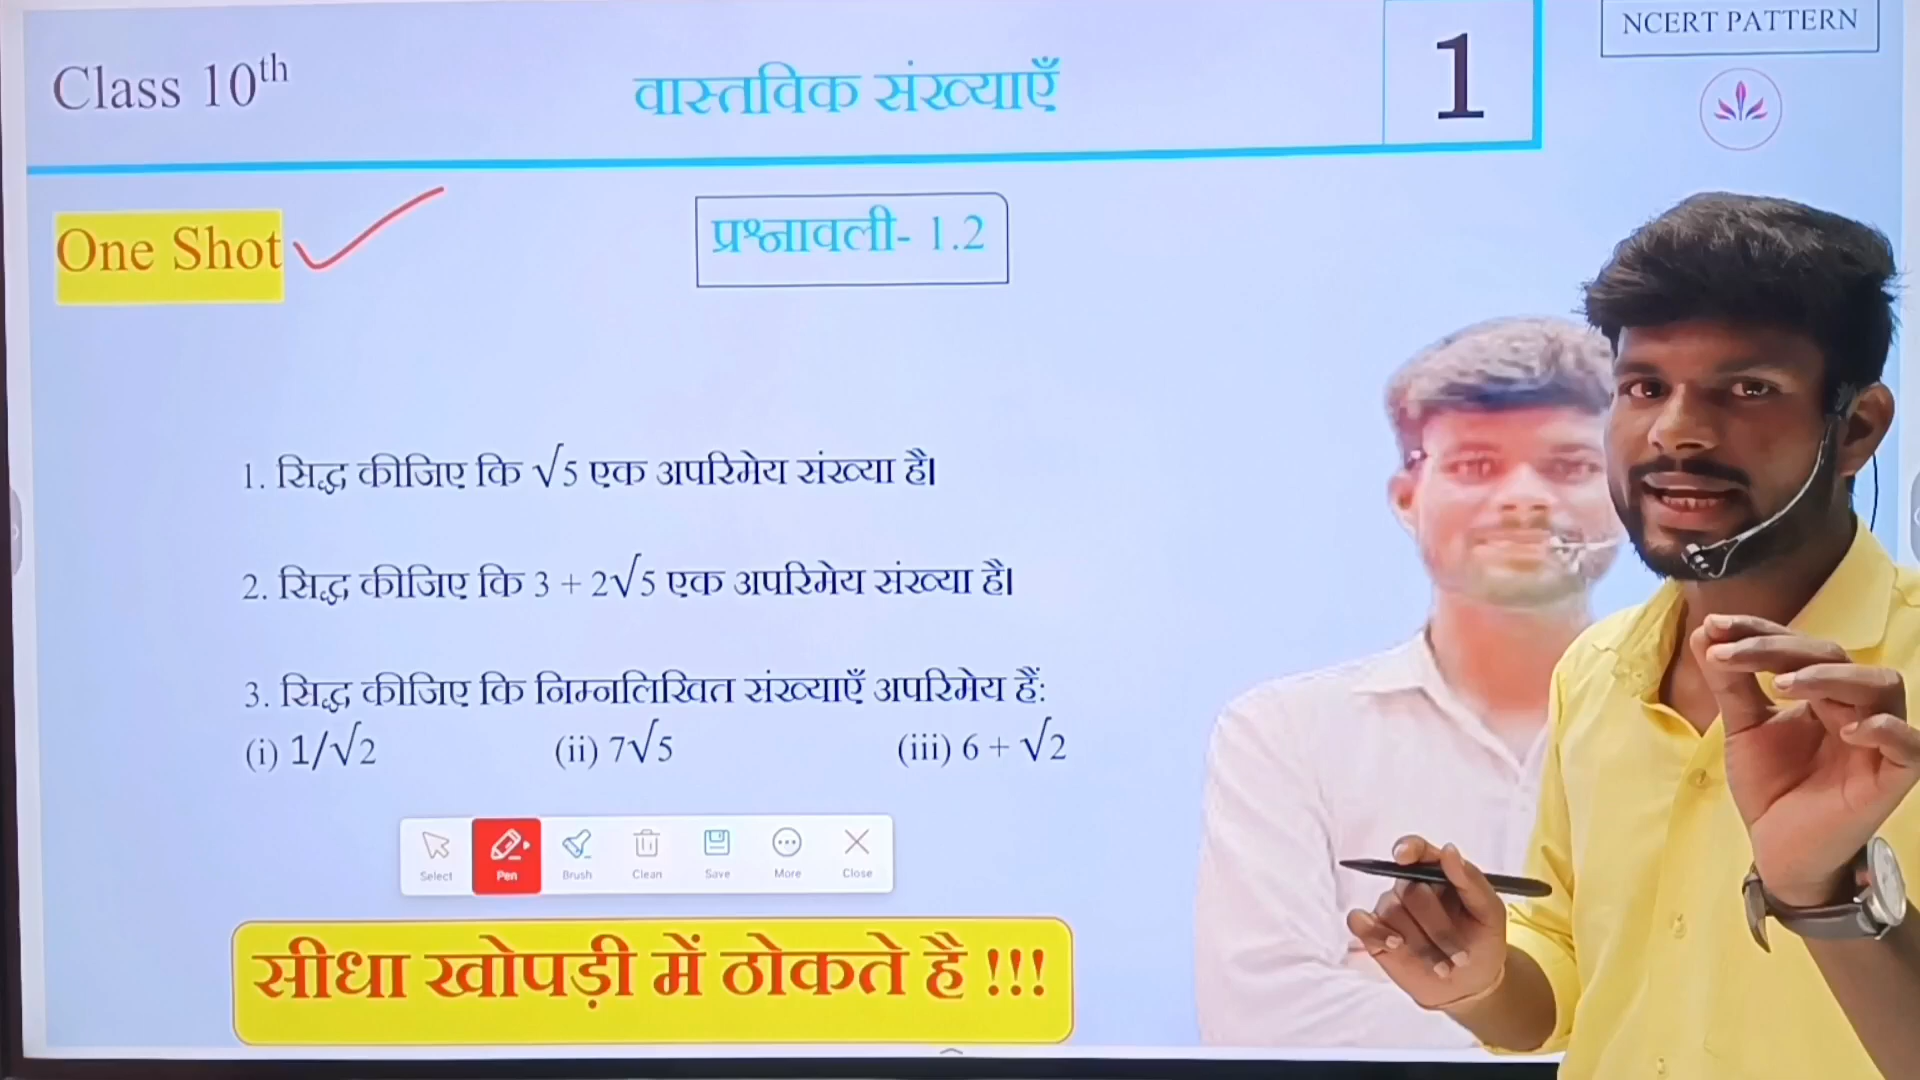 Class 10th
वास्तविक संख्याएँ
1
NCERT PATTERN
One Shot
प्रश्नावली- 1.2
1. सिद्ध कीजिए कि √5 एक अपरिमेय संख्या है।
2. सिद्ध कीजिए कि 3 + 2√5 एक अपरिमेय संख्या है।
3. सिद्ध कीजिए कि निम्नलिखित संख्याएँ अपरिमेय हैं:
(i) 1/√2 (ii) 7√5 (iii) 6 + √2
Select Pen Brush Clean Save More Close
सीधा खोपड़ी में ठोकते है !!!